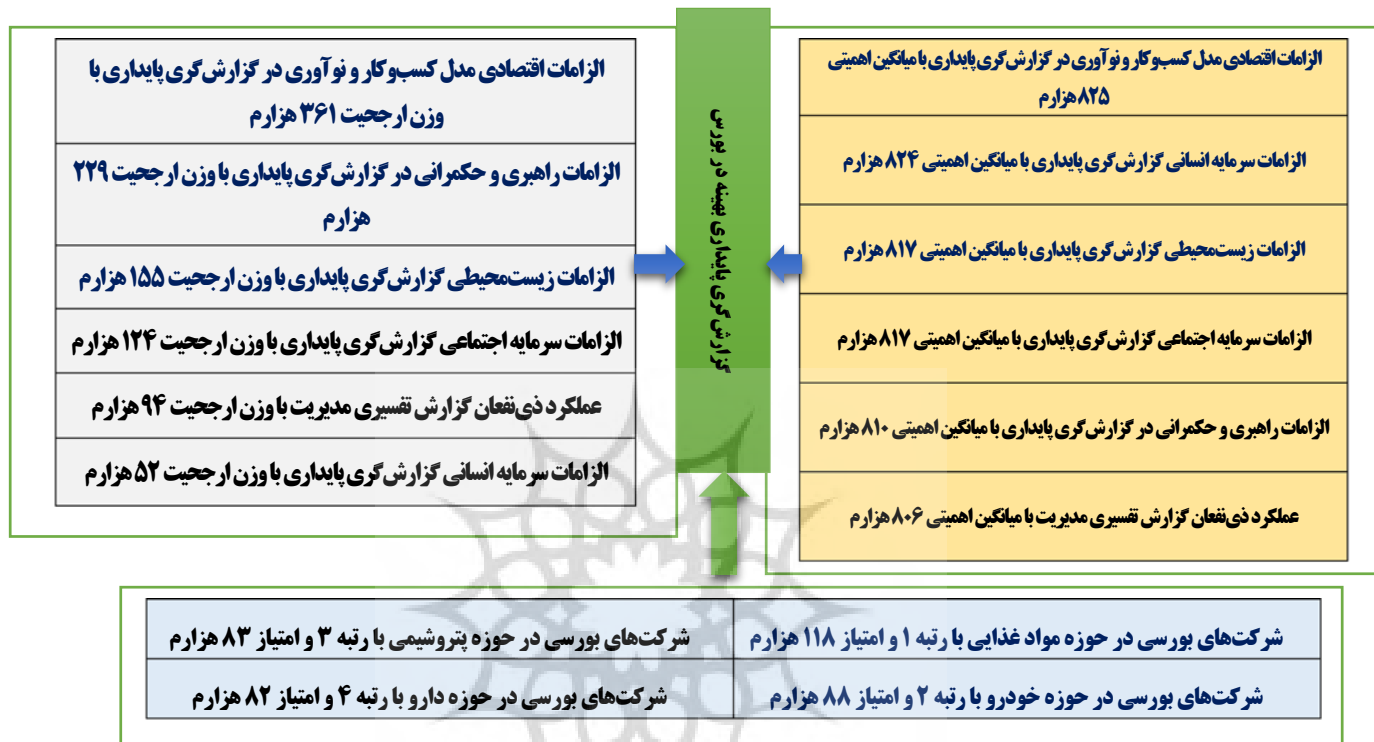 الزامات اقتصادی مدل کسب‌وکار و نوآوری در گزارش‌گری پایداری با میانگین اهمیتی
۸۲۵ هزارم
الزامات سرمایه انسانی گزارش‌گری پایداری با میانگین اهمیتی ۸۲۴ هزارم
الزامات زیست‌محیطی گزارش‌گری پایداری با میانگین اهمیتی ۸۱۷ هزارم
الزامات سرمایه اجتماعی گزارش‌گری پایداری با میانگین اهمیتی ۸۱۷ هزارم
الزامات راهبری و حکمرانی در گزارش‌گری پایداری با میانگین اهمیتی ۸۱۰ هزارم
عملکرد ذی‌نفعان گزارش تفسیری مدیریت با میانگین اهمیتی ۸۰۶ هزارم
گزارش‌گری پایداری بهینه در بورس
الزامات اقتصادی مدل کسب‌وکار و نوآوری در گزارش‌گری پایداری با
وزن ارجحیت ۳۶۱ هزارم
الزامات راهبری و حکمرانی در گزارش‌گری پایداری با وزن ارجحیت ۲۲۹
هزارم
الزامات زیست‌محیطی گزارش‌گری پایداری با وزن ارجحیت ۱۵۵ هزارم
الزامات سرمایه اجتماعی گزارش‌گری پایداری با وزن ارجحیت ۱۲۴ هزارم
عملکرد ذی‌نفعان گزارش تفسیری مدیریت با وزن ارجحیت ۹۴ هزارم
الزامات سرمایه انسانی گزارش‌گری پایداری با وزن ارجحیت ۵۲ هزارم
شرکت‌های بورسی در حوزه مواد غذایی با رتبه ۱ و امتیاز ۱۱۸ هزارم
شرکت‌های بورسی در حوزه پتروشیمی با رتبه ۳ و امتیاز ۸۳ هزارم
شرکت‌های بورسی در حوزه خودرو با رتبه ۲ و امتیاز ۸۸ هزارم
شرکت‌های بورسی در حوزه دارو با رتبه ۴ و امتیاز ۸۲ هزارم